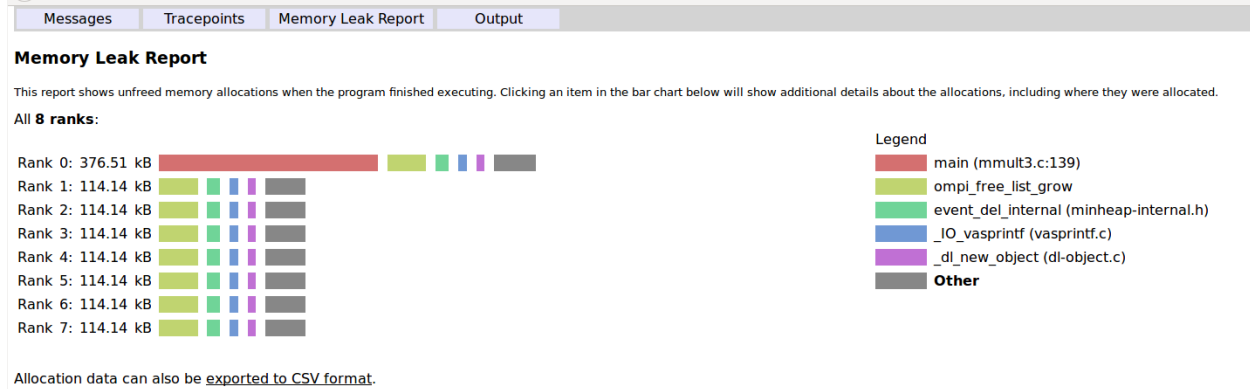 Messages Tracepoints Memory Leak Report Output
Memory Leak Report
This report shows unfreed memory allocations when the program finished executing. Clicking an item in the bar chart below will show additional details about the allocations, including where they were allocated.
All 8 ranks:
Rank 0: 376.51 kB
Rank 1: 114.14 kB
Rank 2: 114.14 kB
Rank 3: 114.14 kB
Rank 4: 114.14 kB
Rank 5: 114.14 kB
Rank 6: 114.14 kB
Rank 7: 114.14 kB
Legend
main (mmult3.c:139)
ompi_free_list_grow
event_del_internal (minheap-internal.h)
_IO_vasprintf (vasprintf.c)
_dl_new_object (dl-object.c)
Other
Allocation data can also be exported to CSV format.